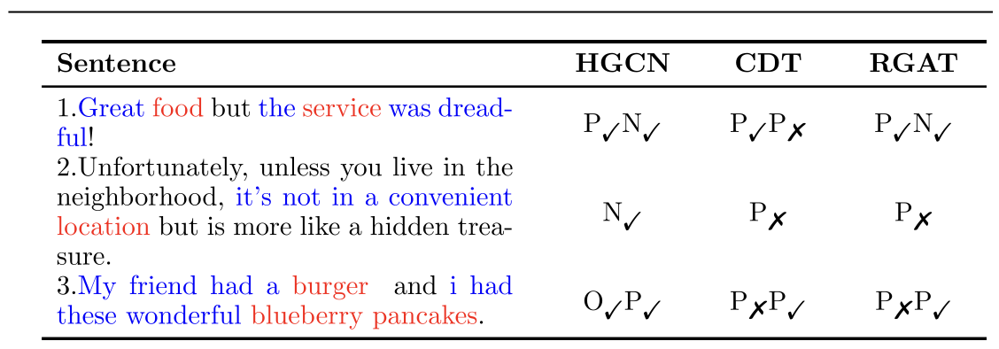 Sentence HGCN CDT RGAT
1.Great food but the service was dread-
ful!
P✓N✓ P✓P✗ P✓N✓
2.Unfortunately, unless you live in the
neighborhood, it's not in a convenient
location but is more like a hidden trea-
sure.
N✓ P✗ P✗
3.My friend had a burger and i had
these wonderful blueberry pancakes.
O✓P✓ P✗P✓ P✗P✓